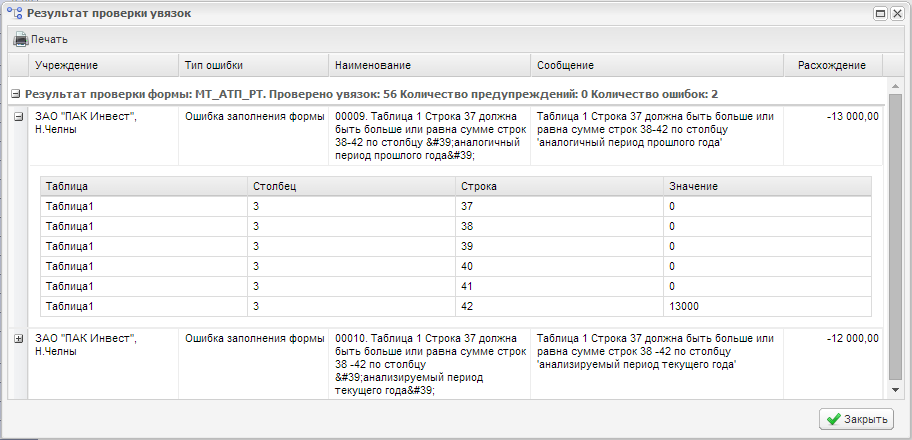 Результат проверки увязок
Печать
Учреждение Тип ошибки Наименование Сообщение Расхождение
Результат проверки формы: МТ_АТП_РТ. Проверено увязок: 56 Количество предупреждений: 0 Количество ошибок: 2
ЗАО "ПАК Инвест",
Н.Челны
Ошибка заполнения формы
00009. Таблица 1 Строка 37 должна
быть больше или равна сумме строк
38-42 по столбцу &#39;аналогичный
период прошлого года&#39;
Таблица 1 Строка 37 должна быть больше или
равна сумме строк 38-42 по столбцу
'аналогичный период прошлого года'
-13 000,00
Таблица Столбец Строка Значение
Таблица1 3 37 0
Таблица1 3 38 0
Таблица1 3 39 0
Таблица1 3 40 0
Таблица1 3 41 0
Таблица1 3 42 13000
ЗАО "ПАК Инвест",
Н.Челны
Ошибка заполнения формы
00010. Таблица 1 Строка 37 должна
быть больше или равна сумме строк
38 -42 по столбцу
&#39;анализируемый период
текущего года&#39;
Таблица 1 Строка 37 должна быть больше или
равна сумме строк 38 -42 по столбцу
'анализируемый период текущего года'
-12 000,00
Закрыть